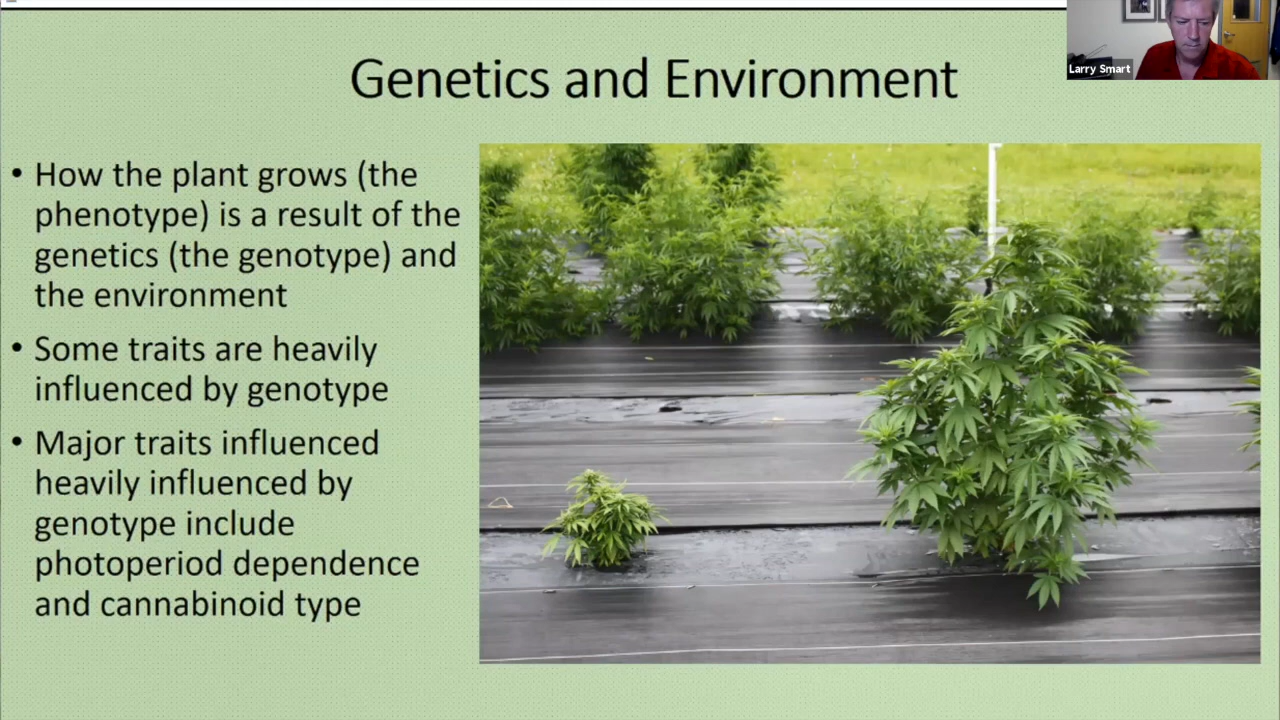 Genetics and Environment
Larry Smart
• How the plant grows (the
phenotype) is a result of the
genetics (the genotype) and
the environment
• Some traits are heavily
influenced by genotype
• Major traits influenced
heavily influenced by
genotype include
photoperiod dependence
and cannabinoid type